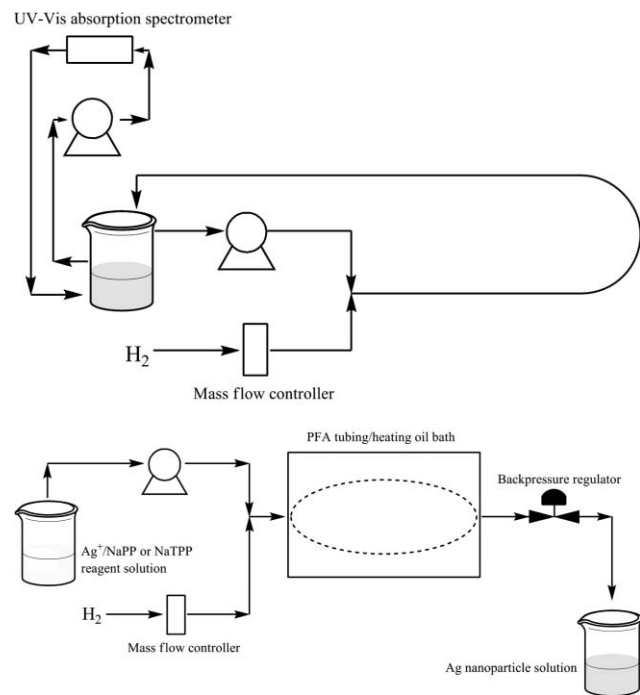 UV-Vis absorption spectrometer
H₂
Mass flow controller
PFA tubing/heating oil bath
Backpressure regulator
Ag⁺/NaPP or NaTPP
reagent solution
H₂
Mass flow controller
Ag nanoparticle solution